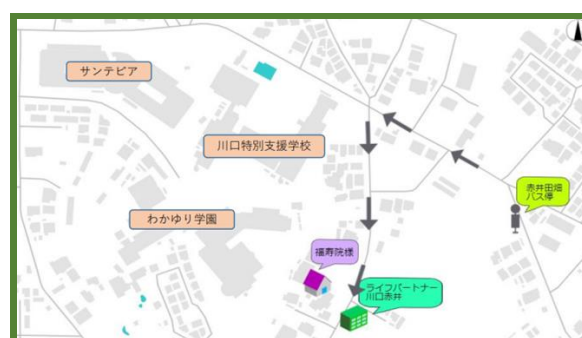 サンテピア
川口特別支援学校
赤井田畑
バス停
わかゆり学園
福寿院様
ライフパートナー
川口赤井